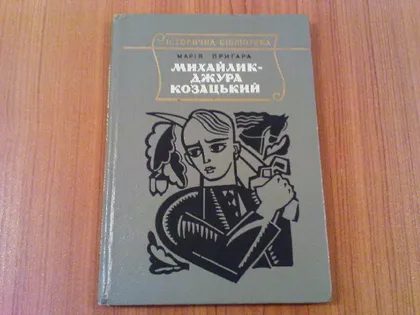 ІСТОРИЧНА БІБЛІОТЕКА
МАРІЯ ПРИГАРА
МИХАЙЛИК-
ДЖУРА
КОЗАЦЬКИЙ